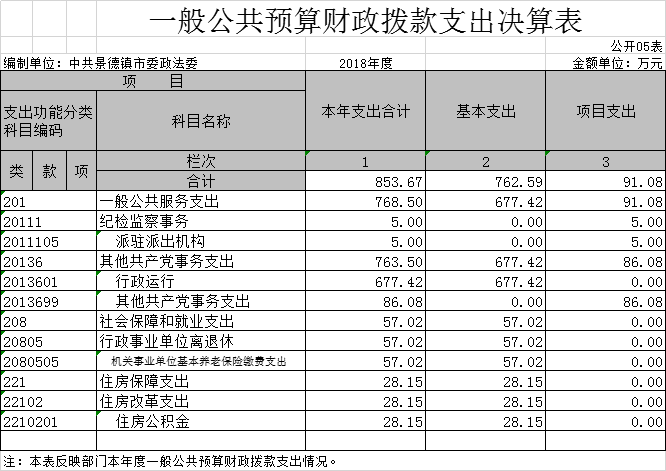 一般公共预算财政拨款支出决算表
公开05表
编制单位：中共景德镇市委政法委 2018年度 金额单位：万元
项 目 本年支出合计 基本支出 项目支出
支出功能分类科目编码 科目名称
类 款 项 栏次 1 2 3
合计 853.67 762.59 91.08
201 一般公共服务支出 768.50 677.42 91.08
20111 纪检监察事务 5.00 0.00 5.00
2011105 派驻派出机构 5.00 0.00 5.00
20136 其他共产党事务支出 763.50 677.42 86.08
2013601 行政运行 677.42 677.42 0.00
2013699 其他共产党事务支出 86.08 0.00 86.08
208 社会保障和就业支出 57.02 57.02 0.00
20805 行政事业单位离退休 57.02 57.02 0.00
2080505 机关事业单位基本养老保险缴费支出 57.02 57.02 0.00
221 住房保障支出 28.15 28.15 0.00
22102 住房改革支出 28.15 28.15 0.00
2210201 住房公积金 28.15 28.15 0.00
注：本表反映部门本年度一般公共预算财政拨款支出情况。